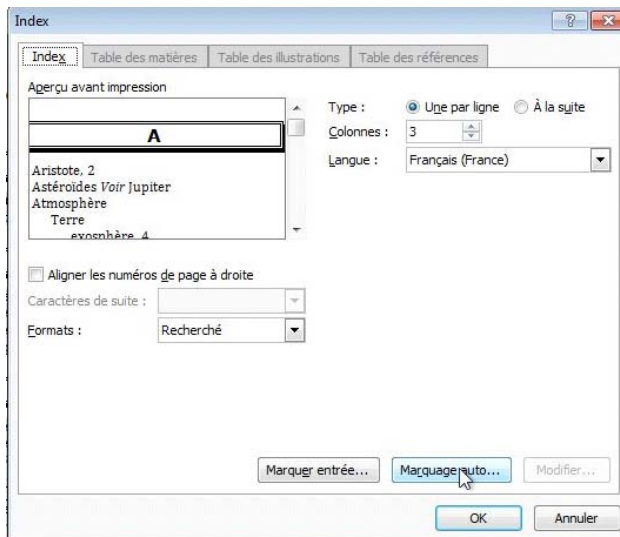 Index
Index
Table des matières
Table des illustrations
Table des références
Aperçu avant impression
A
Aristote, 2
Astéroïdes Voir Jupiter
Atmosphère
Terre
exosphère, 4
Type :
Une par ligne
À la suite
Colonnes :
3
Langue :
Français (France)
Aligner les numéros de page à droite
Caractères de suite :
Formats :
Recherché
Marquer entrée...
Marquage auto...
Modifier...
OK
Annuler